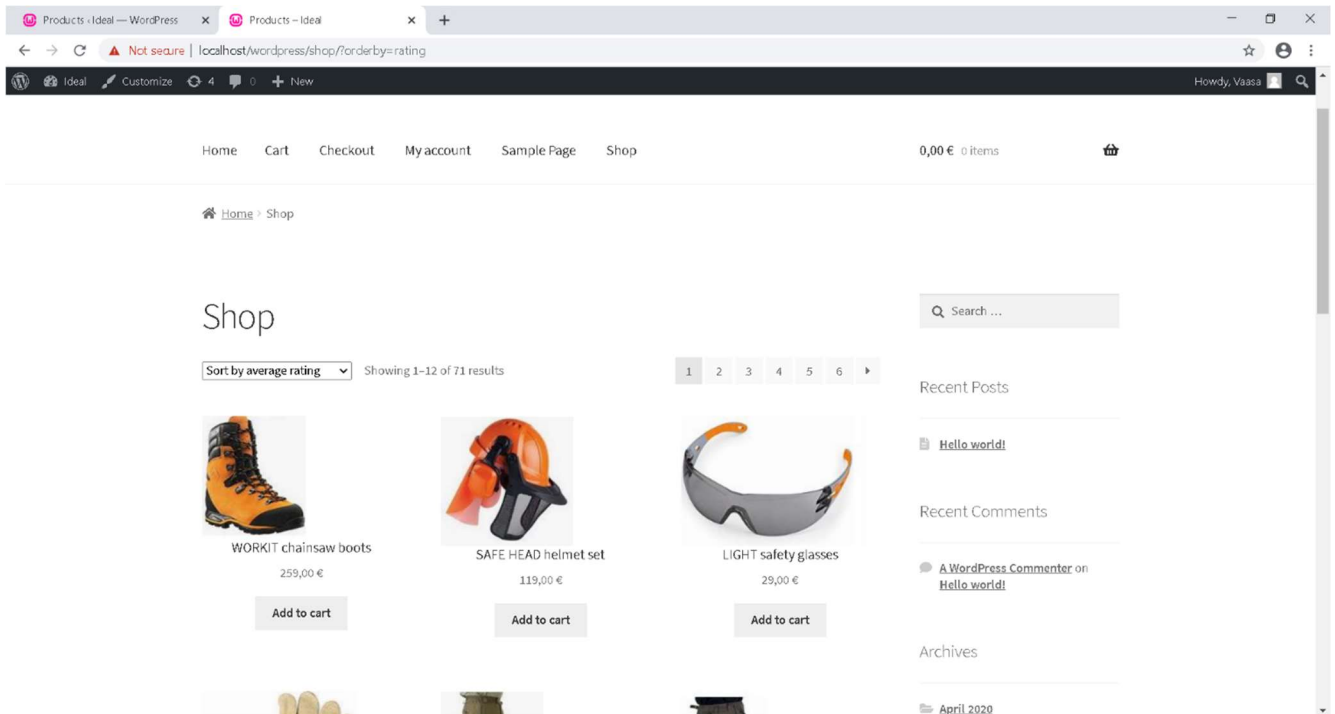 Products ‹ Ideal — WordPress
Products – Ideal
Not secure | localhost/wordpress/shop/?orderby=rating
Ideal Customize 4 0 New
Howdy, Vaasa
Home Cart Checkout My account Sample Page Shop
0,00 € 0 items
Home Shop
Shop
Search …
Sort by average rating
Showing 1–12 of 71 results
1 2 3 4 5 6
Recent Posts
Hello world!
Recent Comments
A WordPress Commenter on
Hello world!
Archives
April 2020
WORKIT chainsaw boots
259,00 €
Add to cart
SAFE HEAD helmet set
119,00 €
Add to cart
LIGHT safety glasses
29,00 €
Add to cart